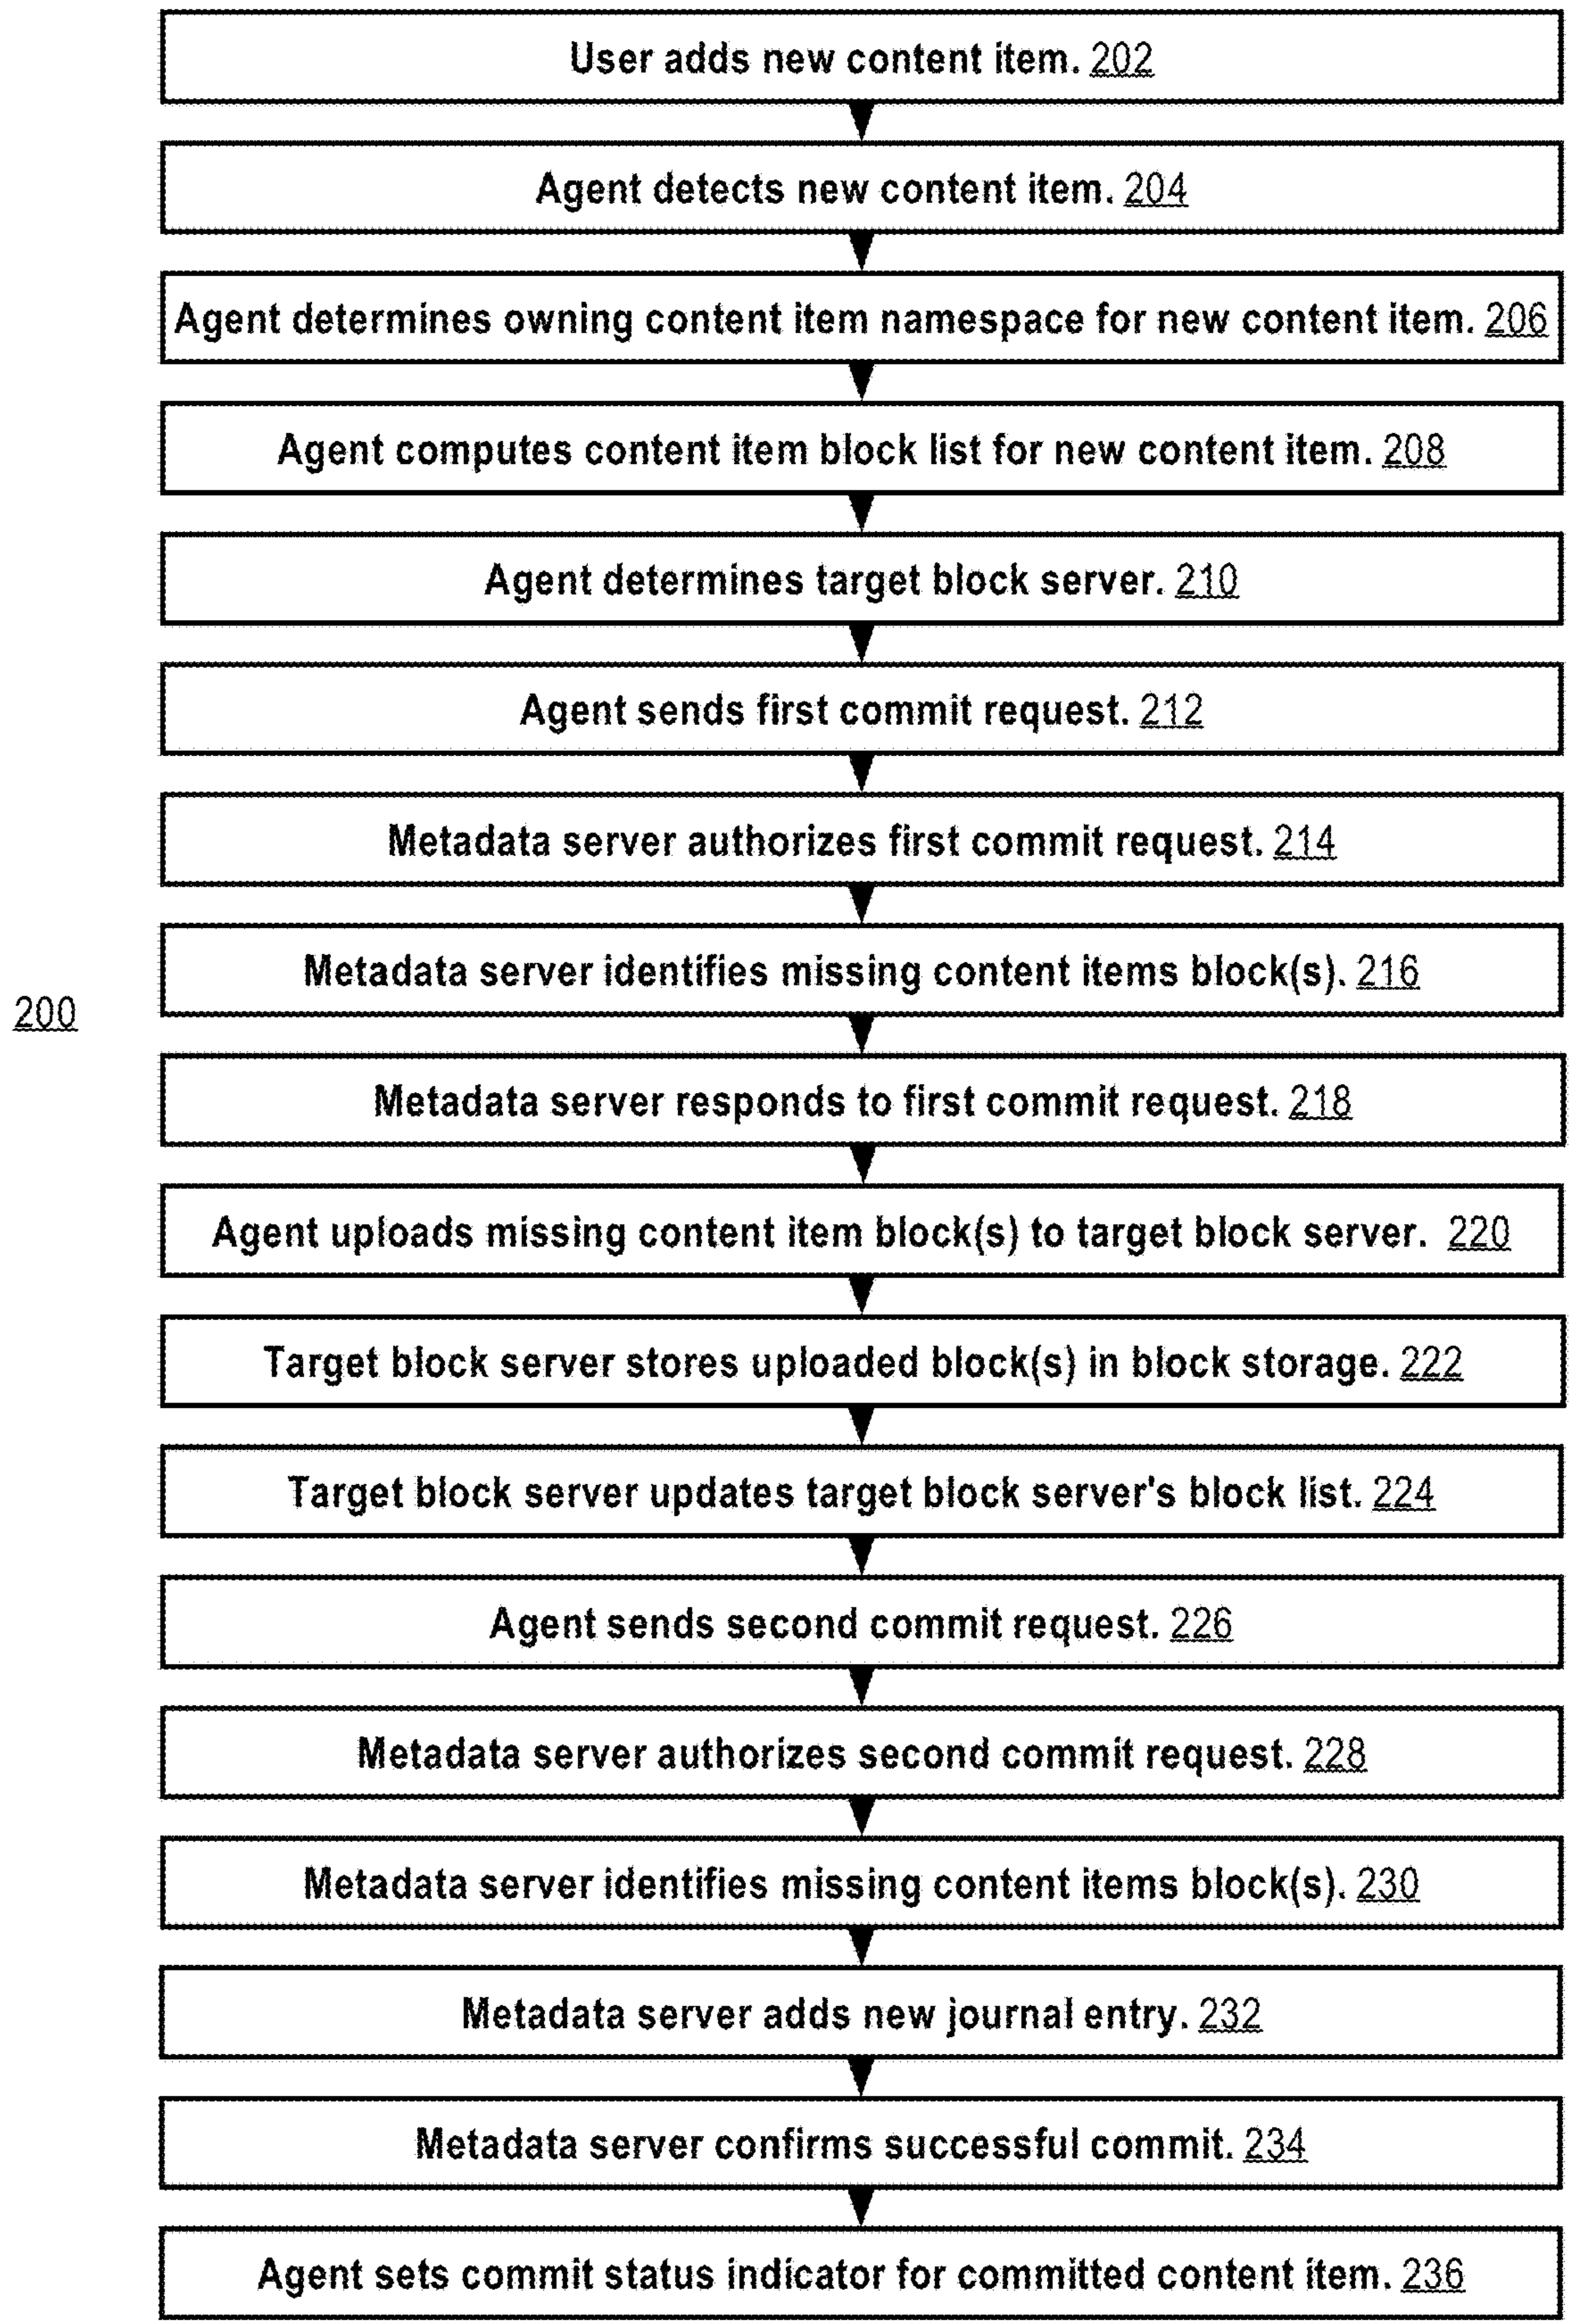 User adds new content item. 202
Agent detects new content item. 204
Agent determines owning content item namespace for new content item. 206
Agent computes content item block list for new content item. 208
Agent determines target block server. 210
Agent sends first commit request. 212
Metadata server authorizes first commit request. 214
Metadata server identifies missing content items block(s). 216
200
Metadata server responds to first commit request. 218
Agent uploads missing content item block(s) to target block server. 220
Target block server stores uploaded block(s) in block storage. 222
Target block server updates target block server's block list. 224
Agent sends second commit request. 226
Metadata server authorizes second commit request. 228
Metadata server identifies missing content items block(s). 230
Metadata server adds new journal entry. 232
Metadata server confirms successful commit. 234
Agent sets commit status indicator for committed content item. 236